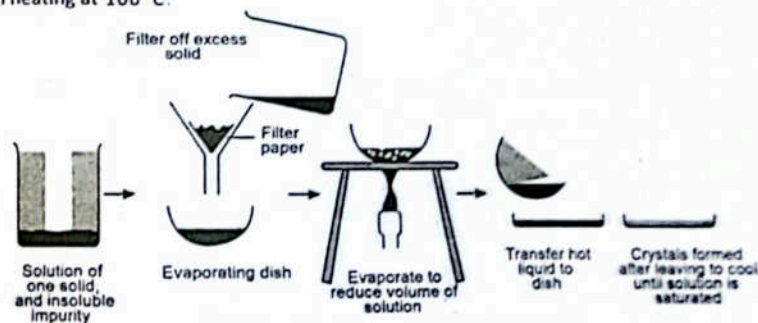 heating at 100°C.
Filter off excess
solid
Filter
paper
Solution of
one solid,
and insoluble
impurity
Evaporating dish
Evaporate to
reduce volume of
solution
Transfer hot
liquid to
dish
Crystals formed
after leaving to cool
until solution is
saturated